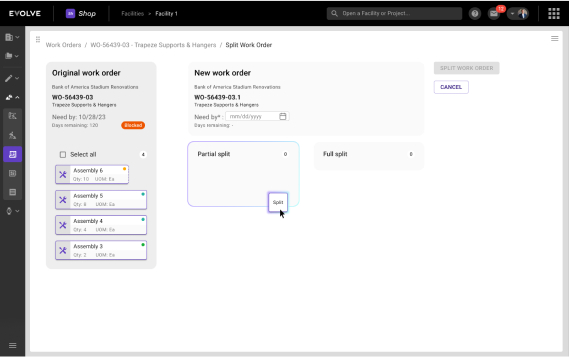 EVOLVE
Shop
Facilities > Facility 1
Open a Facility or Project...
12
Work Orders / WO-56439-03 - Trapeze Supports & Hangers / Split Work Order
Original work order
Bank of America Stadium Renovations
WO-56439-03
Trapeze Supports & Hangers
Need by: 10/28/23
Days remaining: 120
Blocked
Select all
4
Assembly 6
Qty: 10 UOM: Ea
Assembly 5
Qty: 8 UOM: Ea
Assembly 4
Qty: 4 UOM: Ea
Assembly 3
Qty: 2 UOM: Ea
New work order
Bank of America Stadium Renovations
WO-56439-03.1
Trapeze Supports & Hangers
Need by* : mm/dd/yyyy
Days remaining: -
Partial split
0
Split
Full split
0
SPLIT WORK ORDER
CANCEL